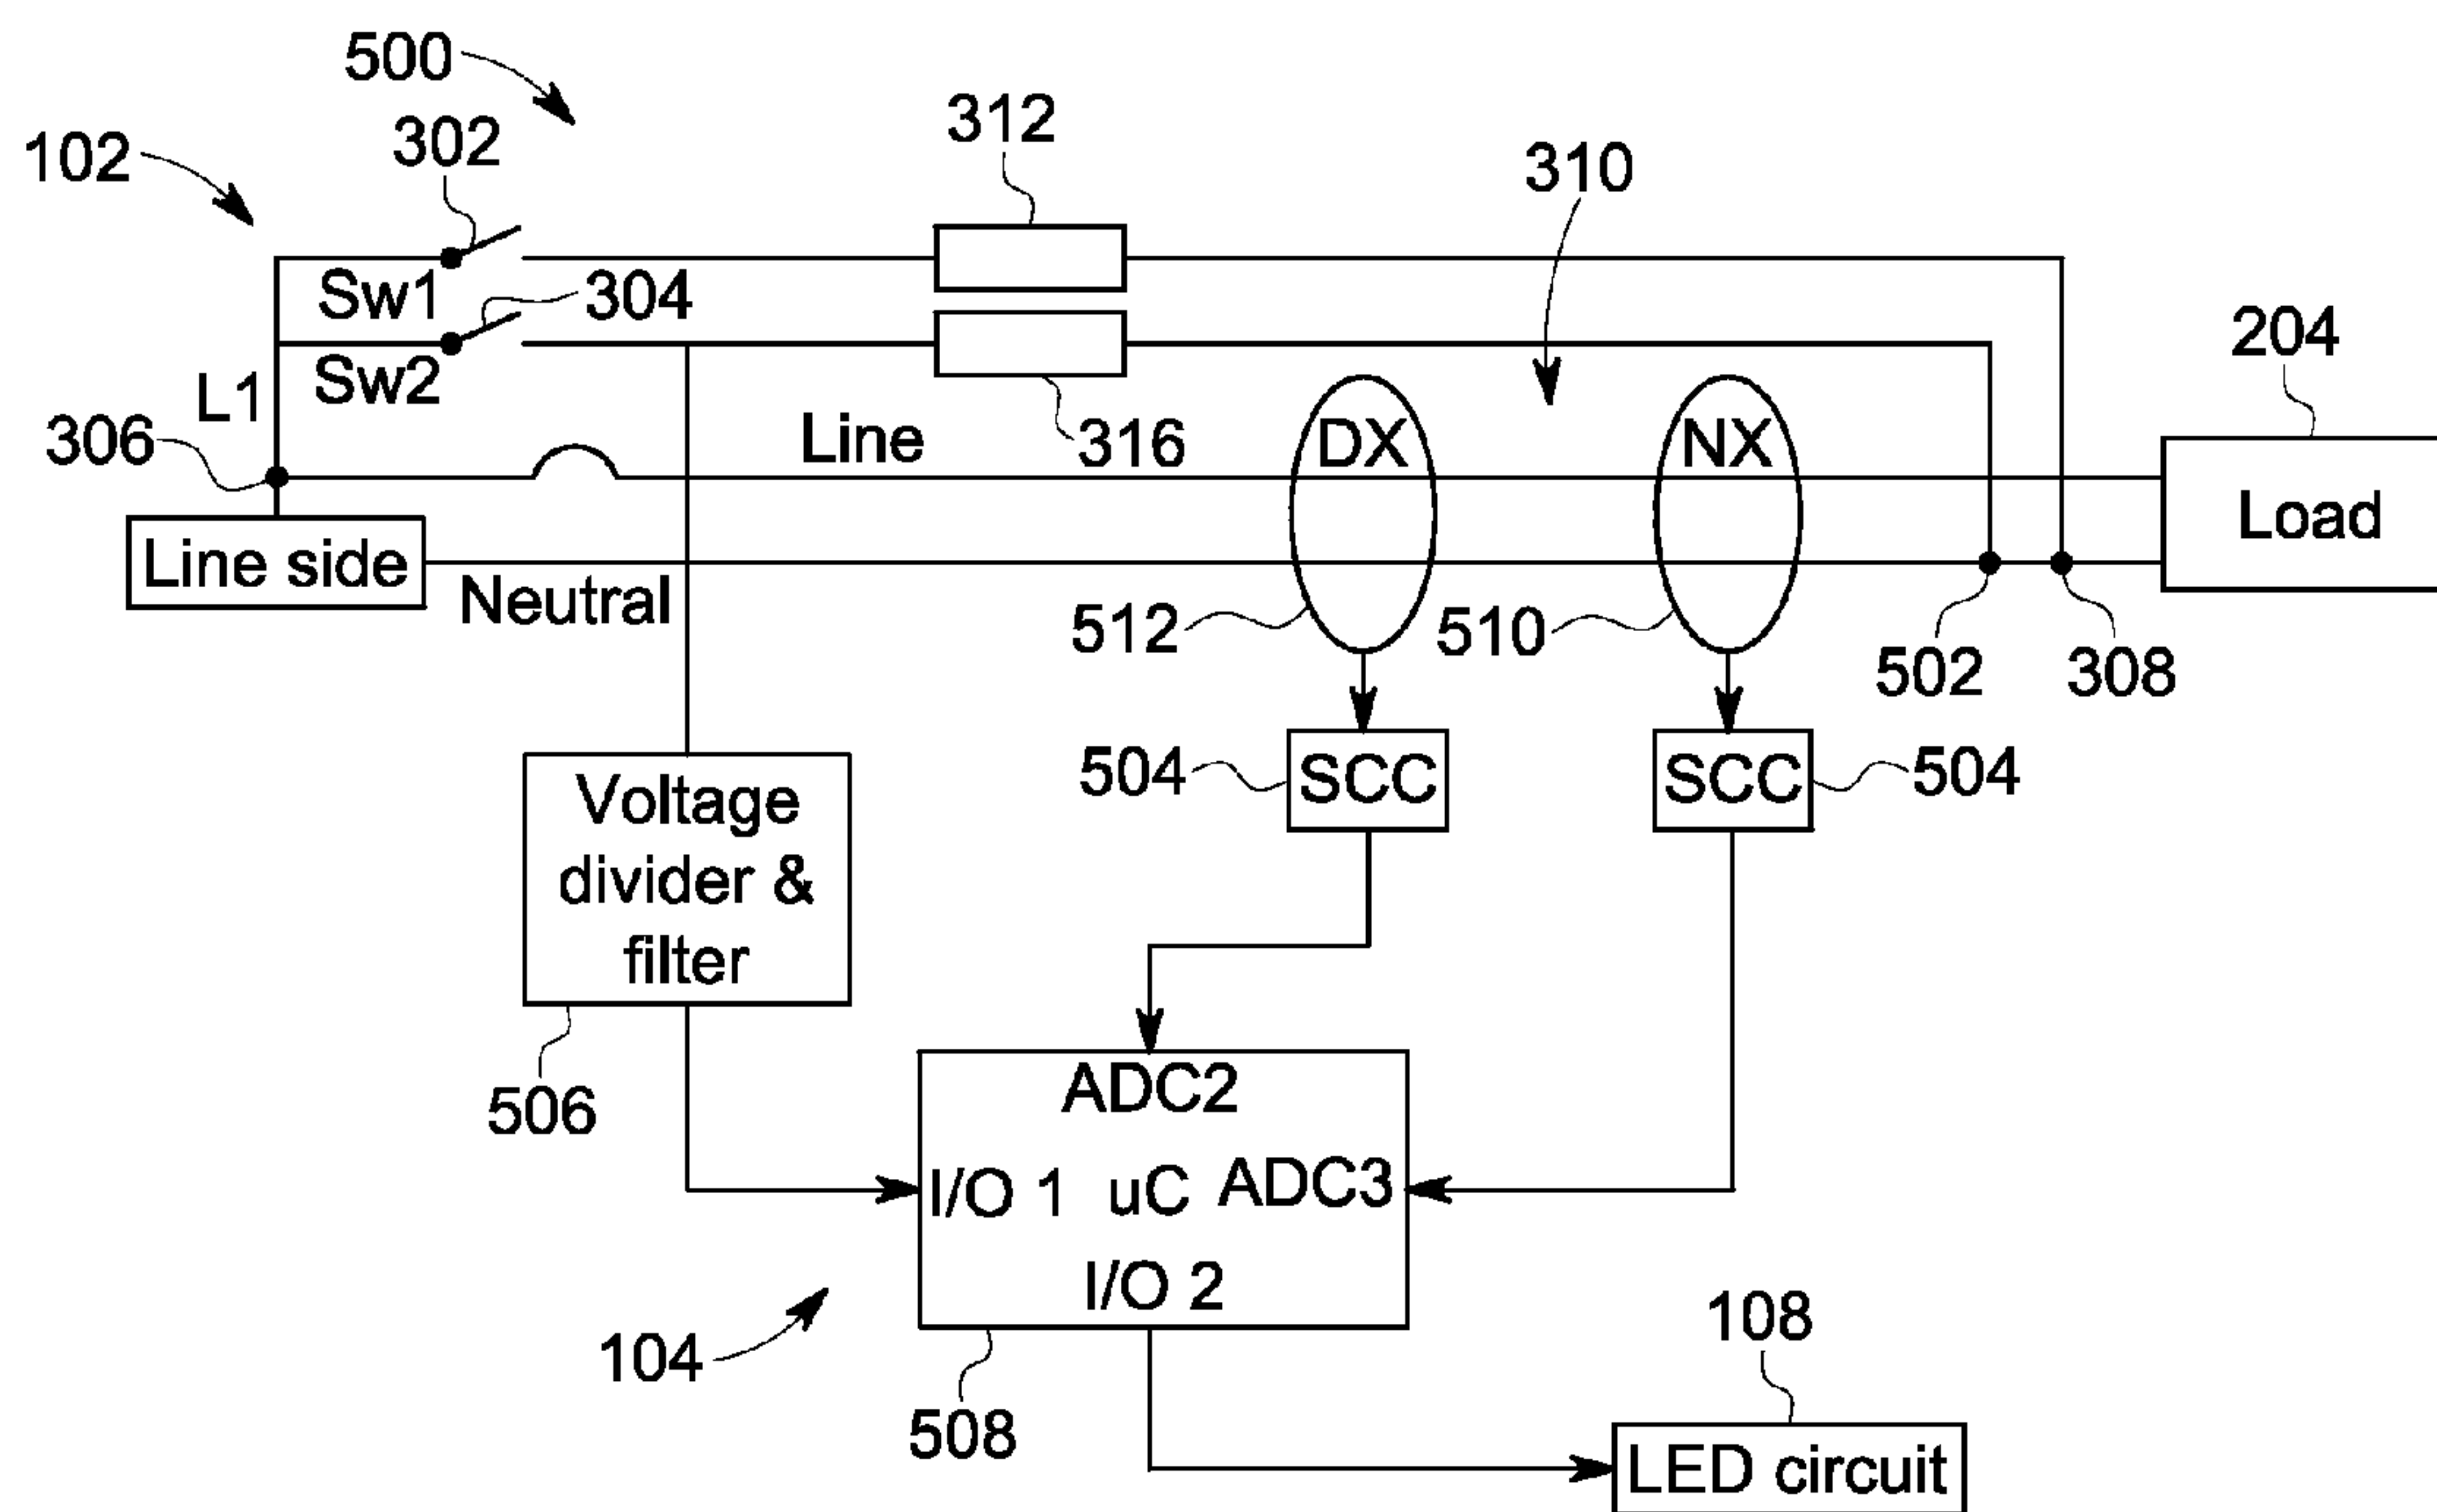 500
312
302
102
310
Sw1
304
204
L1
Sw2
306
Line
316
DX
NX
Load
Line side
Neutral
512
510
502
308
504
SCC
SCC
504
Voltage
divider &
filter
506
ADC2
I/O 1
uC
ADC3
I/O 2
104
108
508
LED circuit